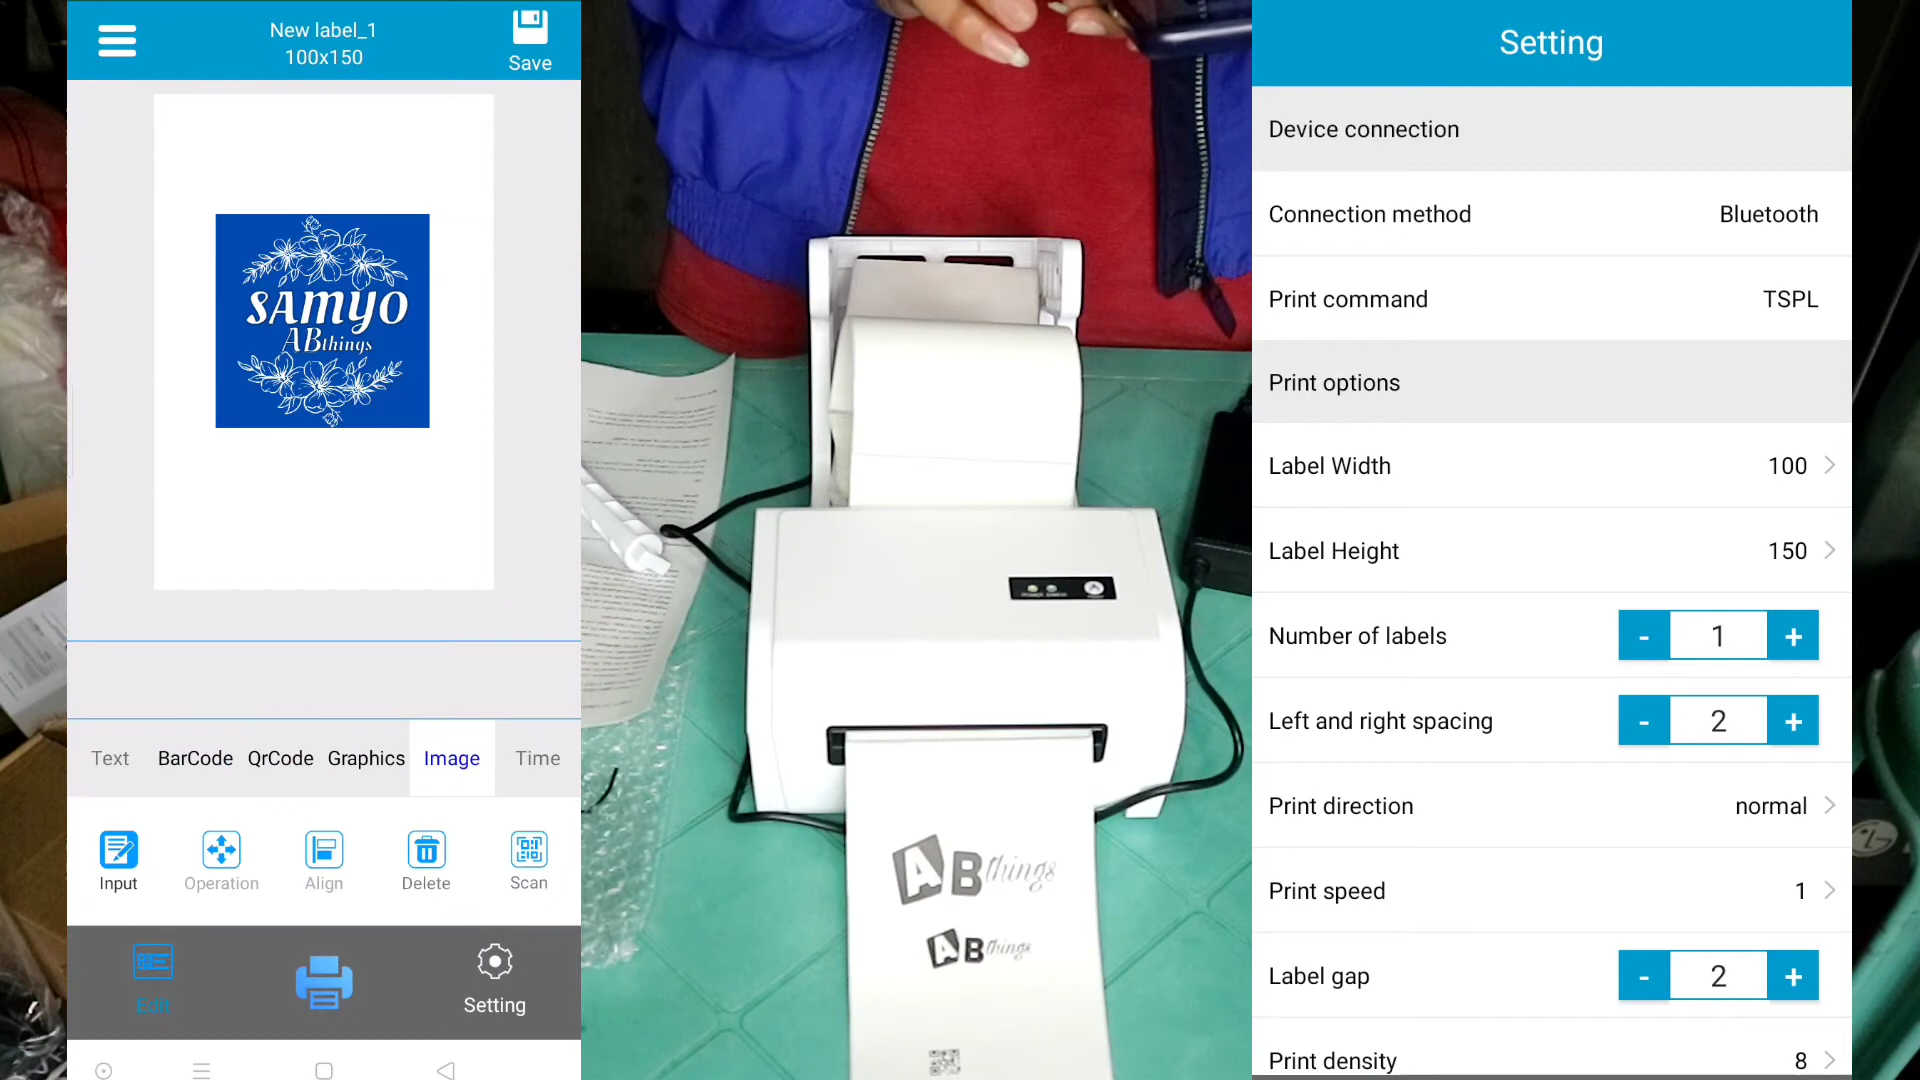 New label_1
100x150
Save
SAMYO
ABthings
Text BarCode QrCode Graphics Image Time
Input Operation Align Delete Scan
Edit
Setting
ABthings
ABthings
Setting
Device connection
Connection method Bluetooth
Print command TSPL
Print options
Label Width 100
Label Height 150
Number of labels - 1 +
Left and right spacing - 2 +
Print direction normal
Print speed 1
Label gap - 2 +
Print density 8